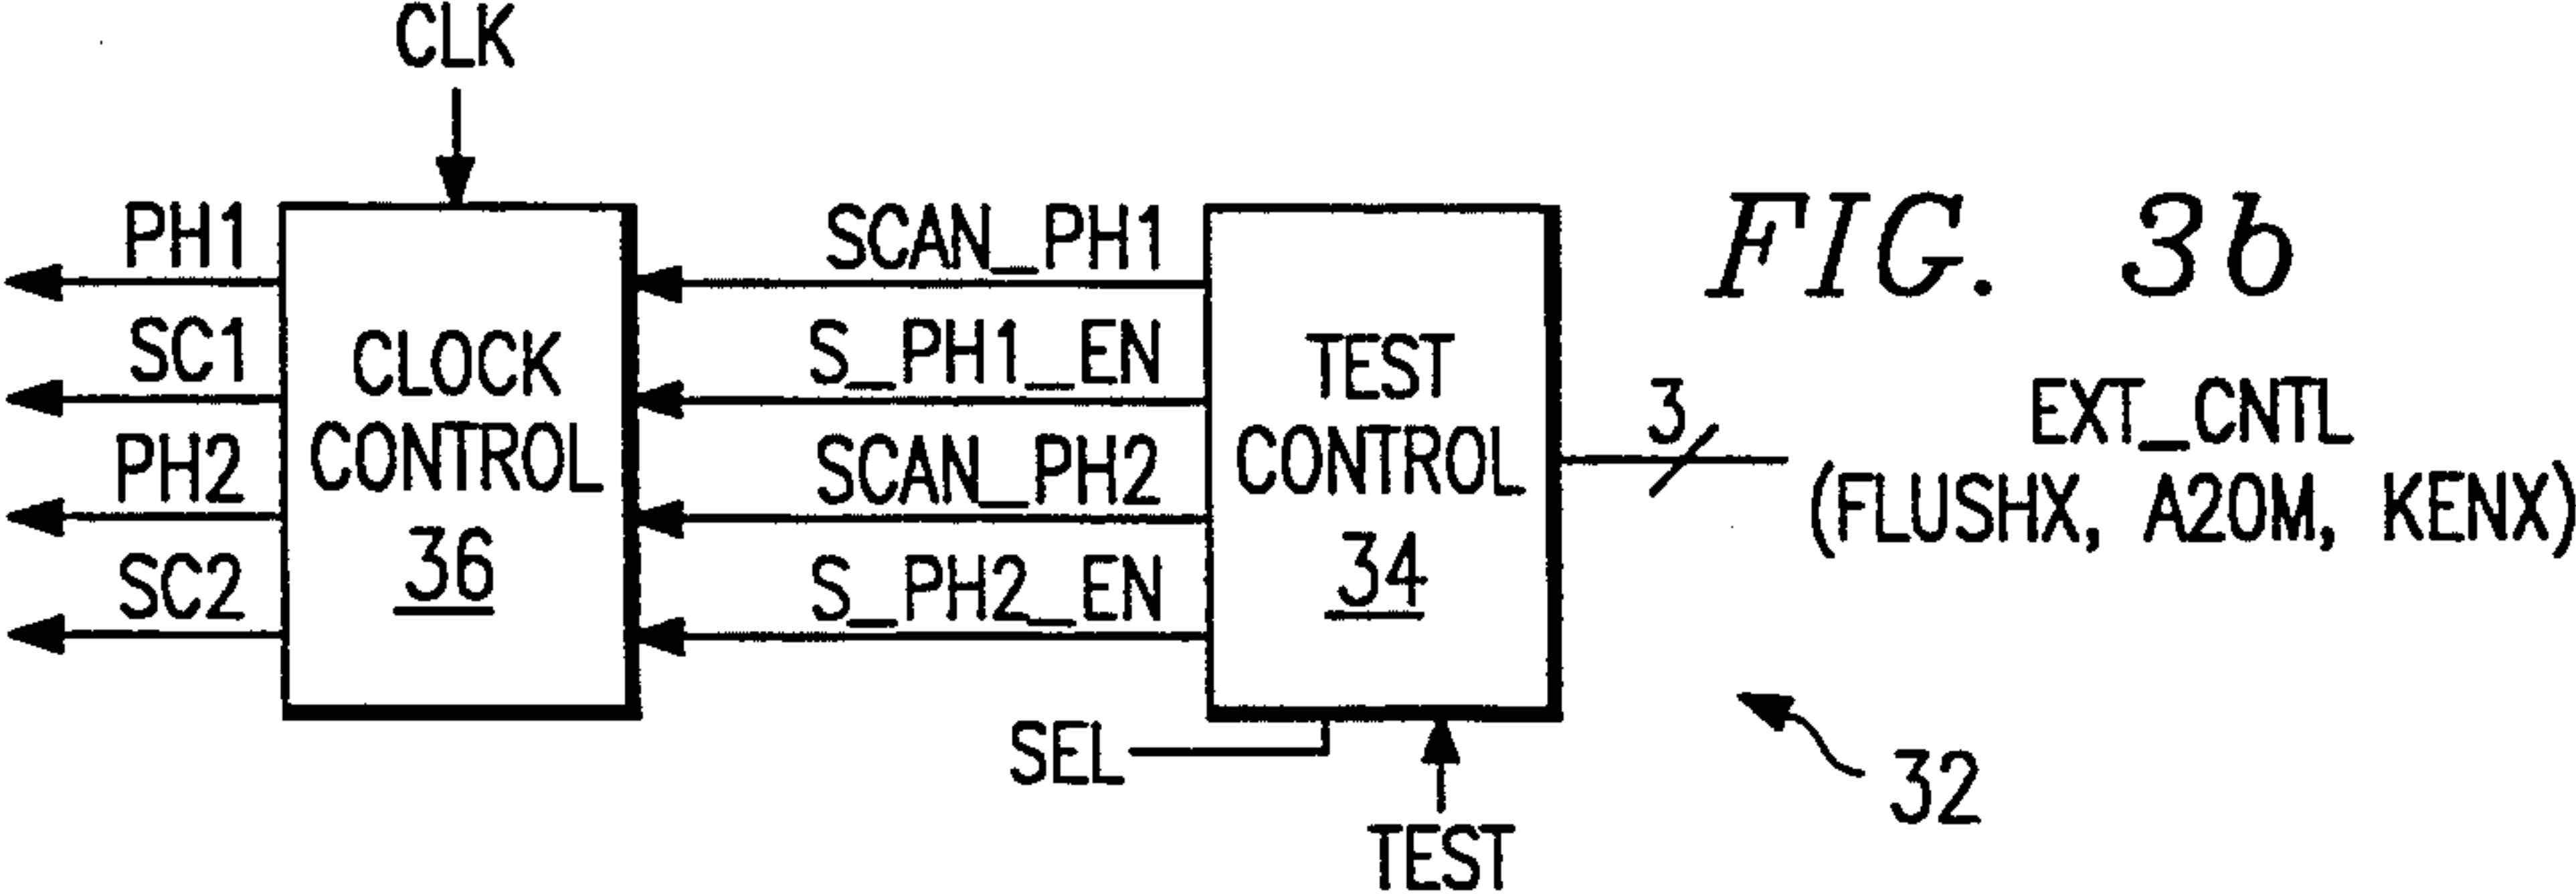 CLK
PH1
SC1
PH2
SC2
CLOCK
CONTROL
36
SCAN_PH1
S_PH1_EN
SCAN_PH2
S_PH2_EN
TEST
CONTROL
34
SEL
TEST
FIG. 3b
3
EXT_CNTL
(FLUSHX, A20M, KENX)
32